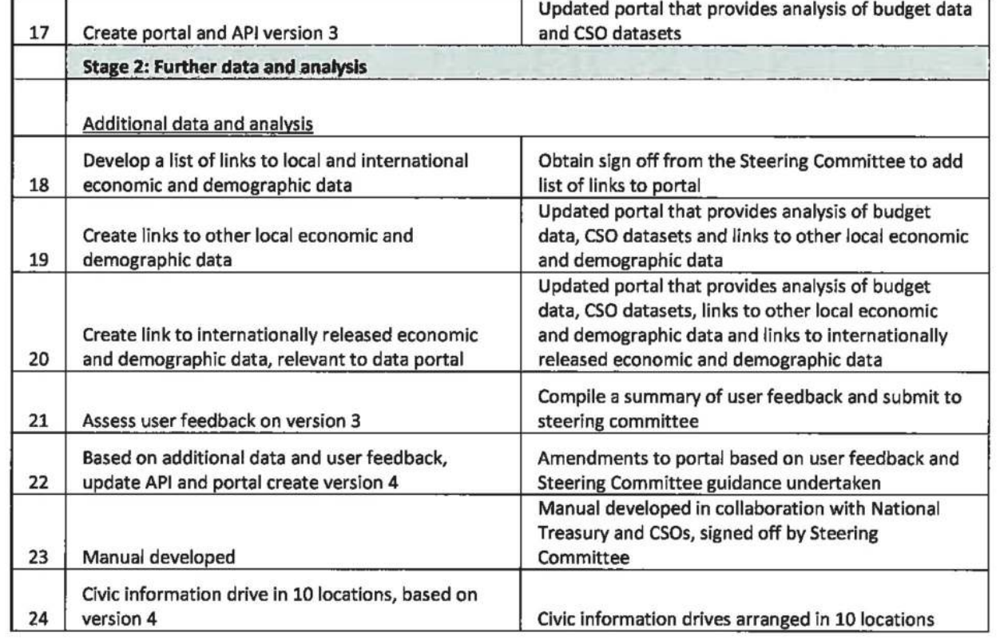 Updated portal that provides analysis of budget data
17 Create portal and API version 3 and CSO datasets
Stage 2: Further data and analysis
Additional data and analysis
Develop a list of links to local and international
18 economic and demographic data
Obtain sign off from the Steering Committee to add
list of links to portal
Create links to other local economic and
19 demographic data
Updated portal that provides analysis of budget
data, CSO datasets and links to other local economic
and demographic data
Create link to internationally released economic
20 and demographic data, relevant to data portal
Updated portal that provides analysis of budget
data, CSO datasets, links to other local economic
and demographic data and links to internationally
released economic and demographic data
21 Assess user feedback on version 3
Compile a summary of user feedback and submit to
steering committee
Based on additional data and user feedback,
22 update API and portal create version 4
Amendments to portal based on user feedback and
Steering Committee guidance undertaken
23 Manual developed
Manual developed in collaboration with National
Treasury and CSOs, signed off by Steering
Committee
Civic information drive in 10 locations, based on
24 version 4
Civic information drives arranged in 10 locations